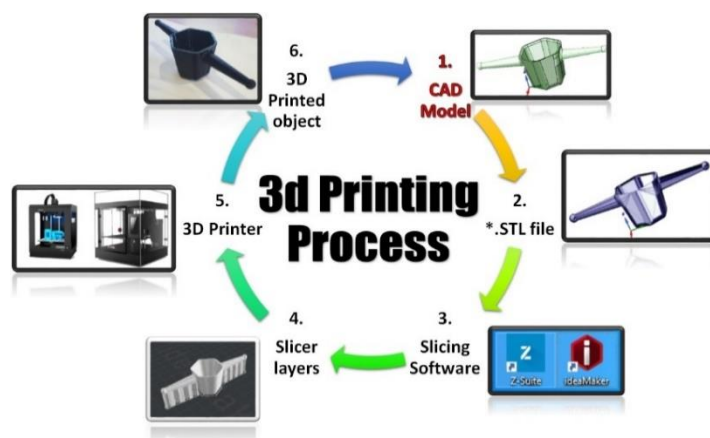 3d Printing
Process
1.
CAD
Model
2.
*.STL file
3.
Slicing
Software
Z-Suite
ideaMaker
4.
Slicer
layers
5.
3D Printer
6.
3D
Printed
object